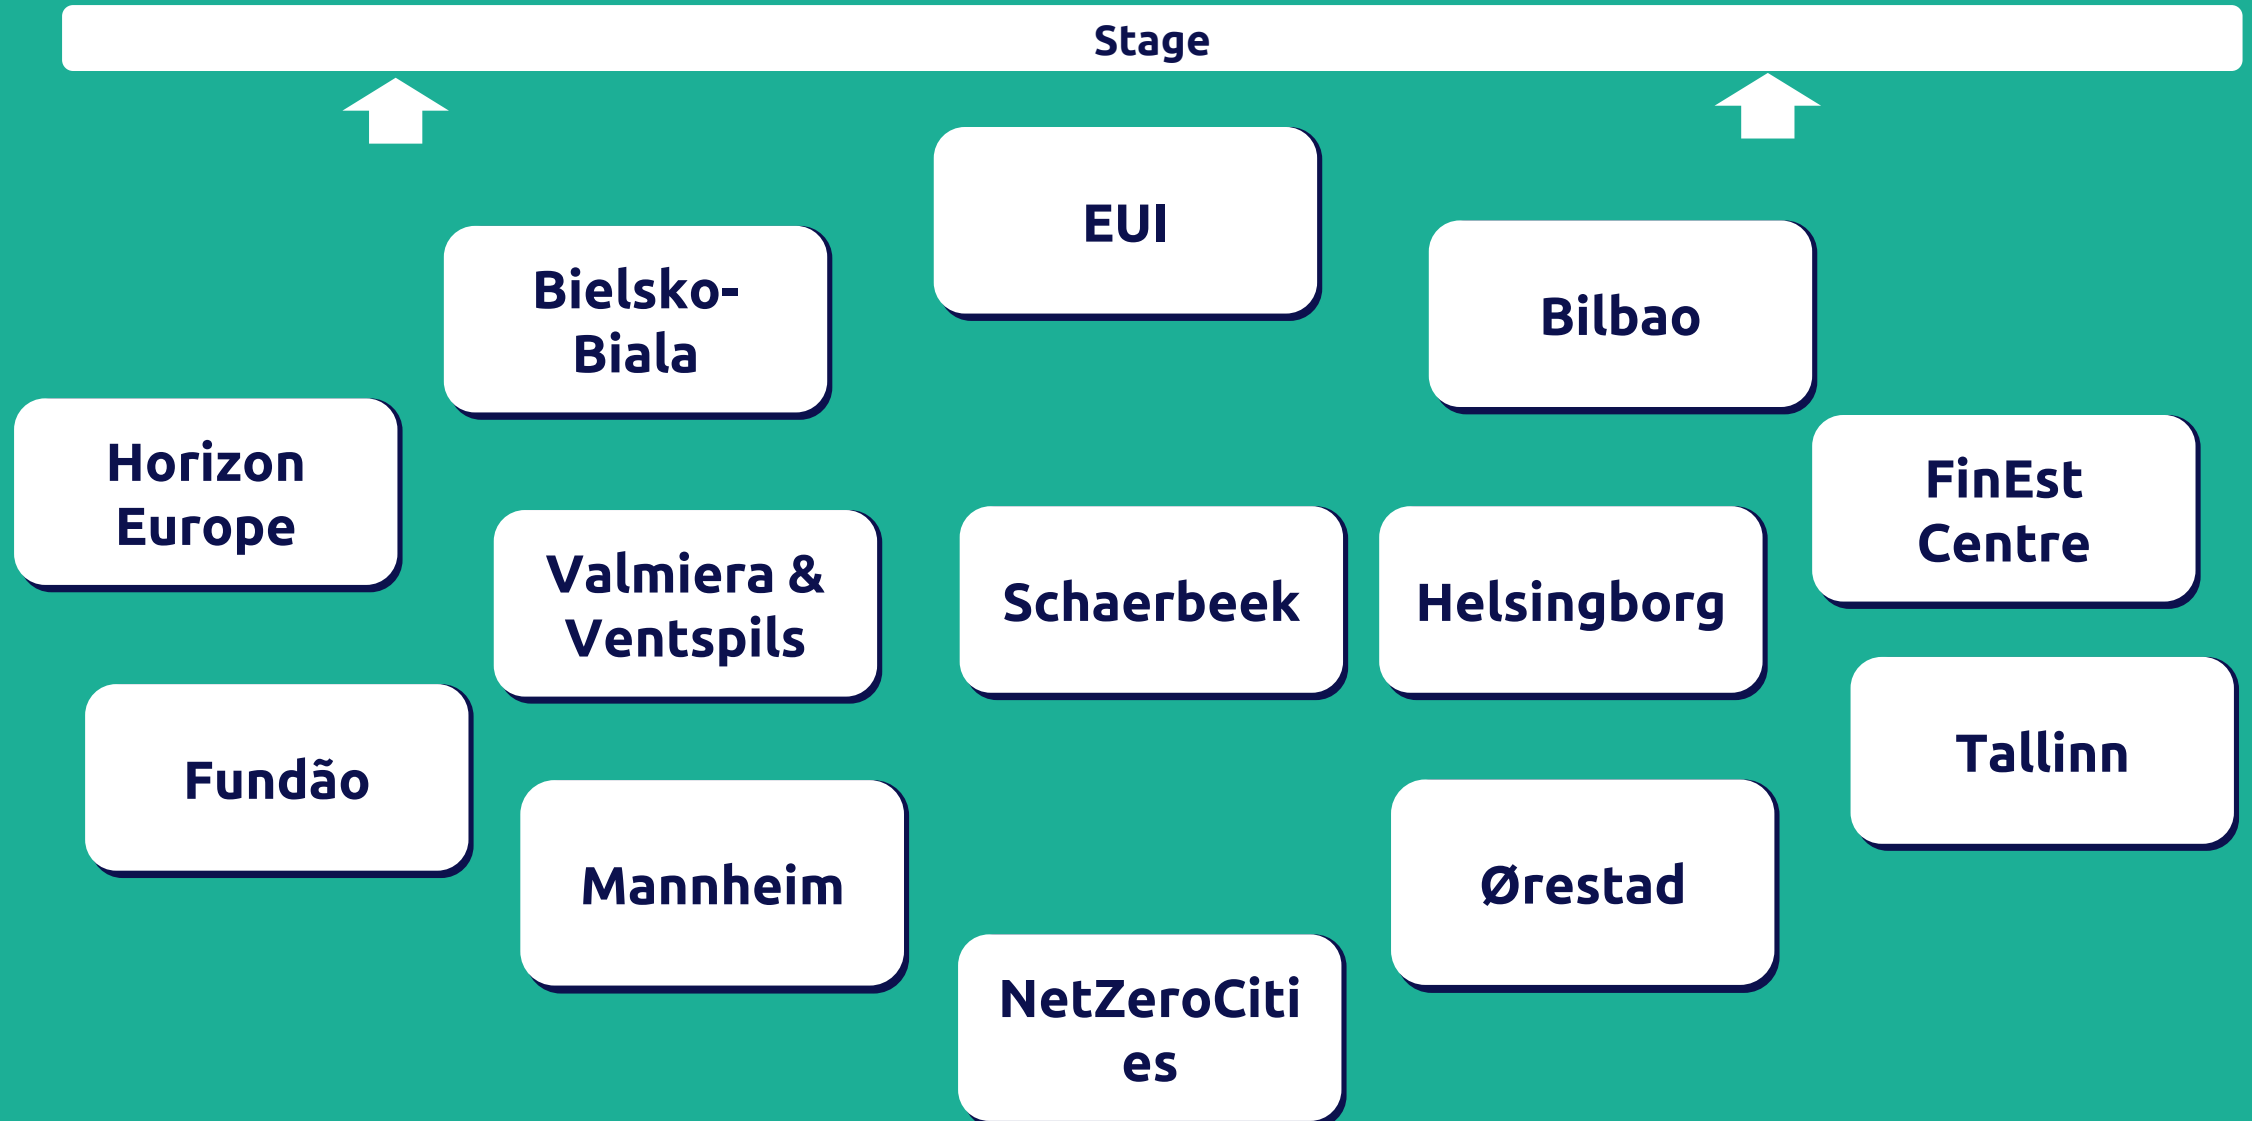 Stage
EUI
Bielsko-
Biala
Bilbao
Horizon
Europe
FinEst
Centre
Valmiera &
Ventspils
Schaerbeek
Helsingborg
Fundão
Tallinn
Mannheim
Ørestad
NetZeroCiti
es